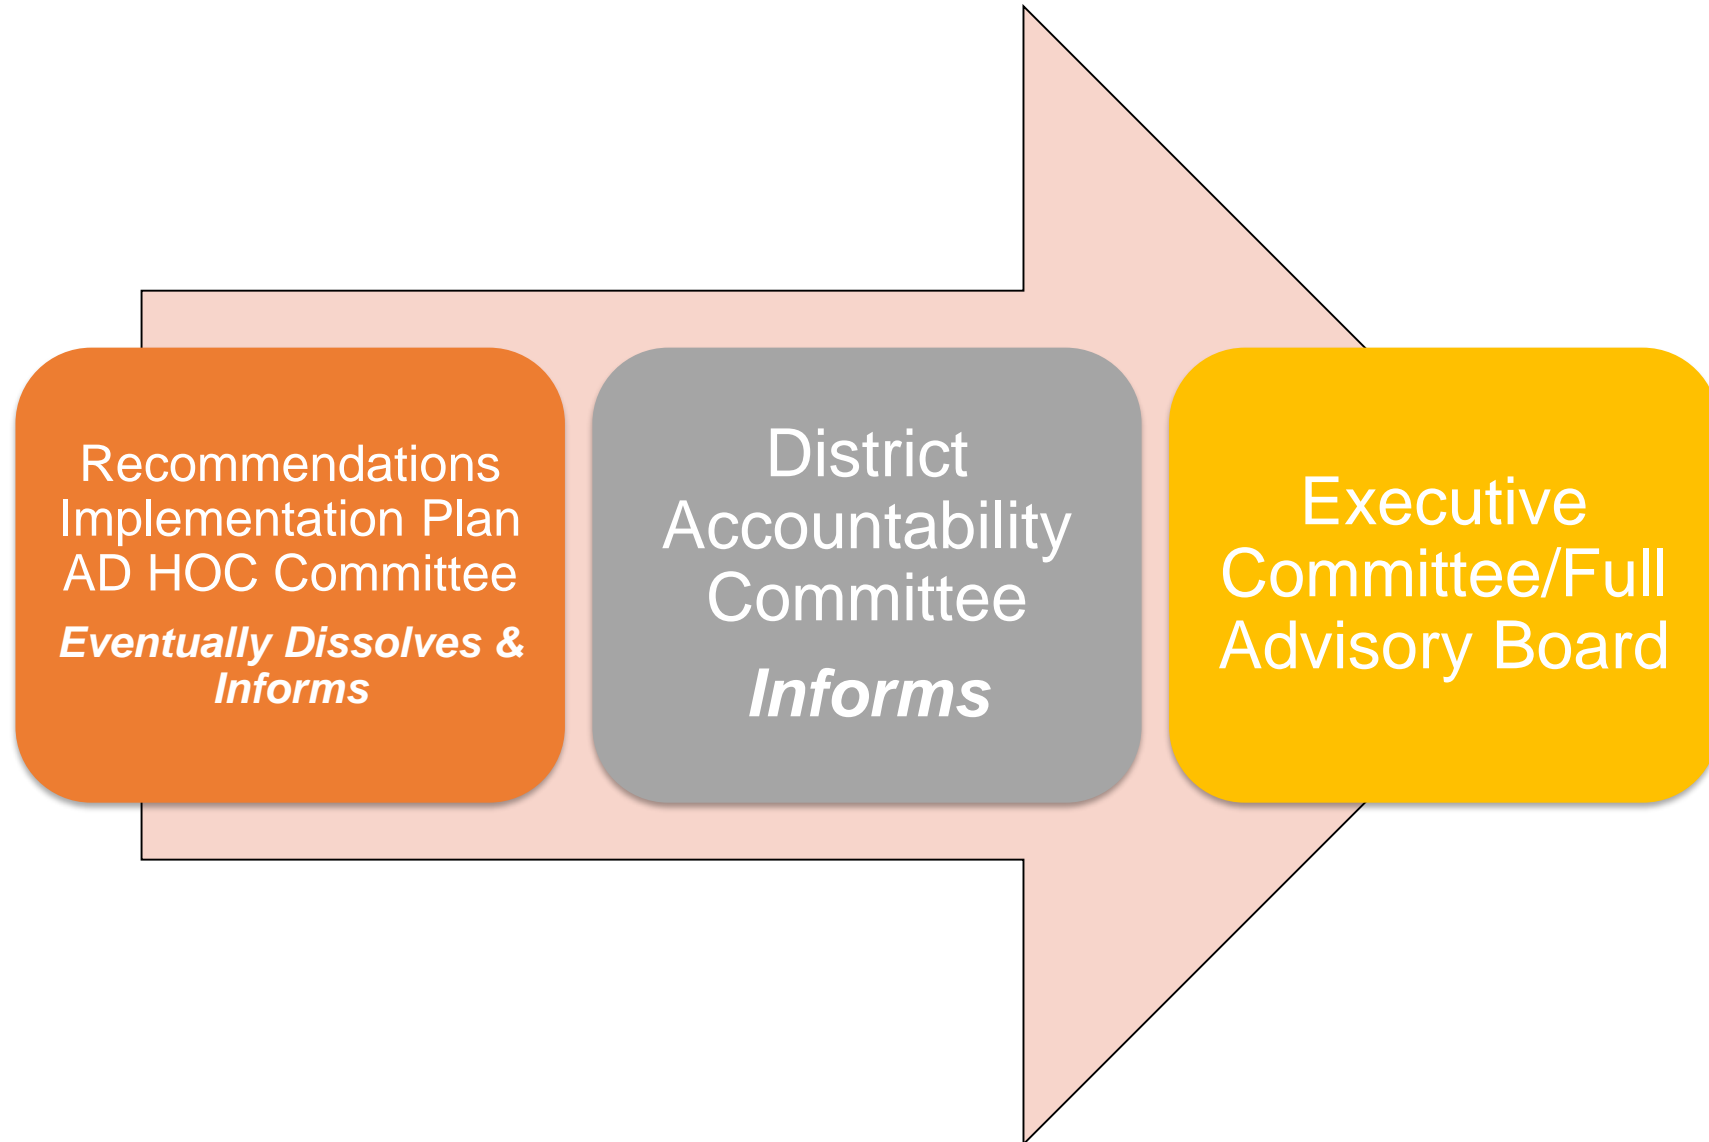 Recommendations
Implementation Plan
AD HOC Committee
Eventually Dissolves &
Informs
District
Accountability
Committee
Informs
Executive
Committee/Full
Advisory Board